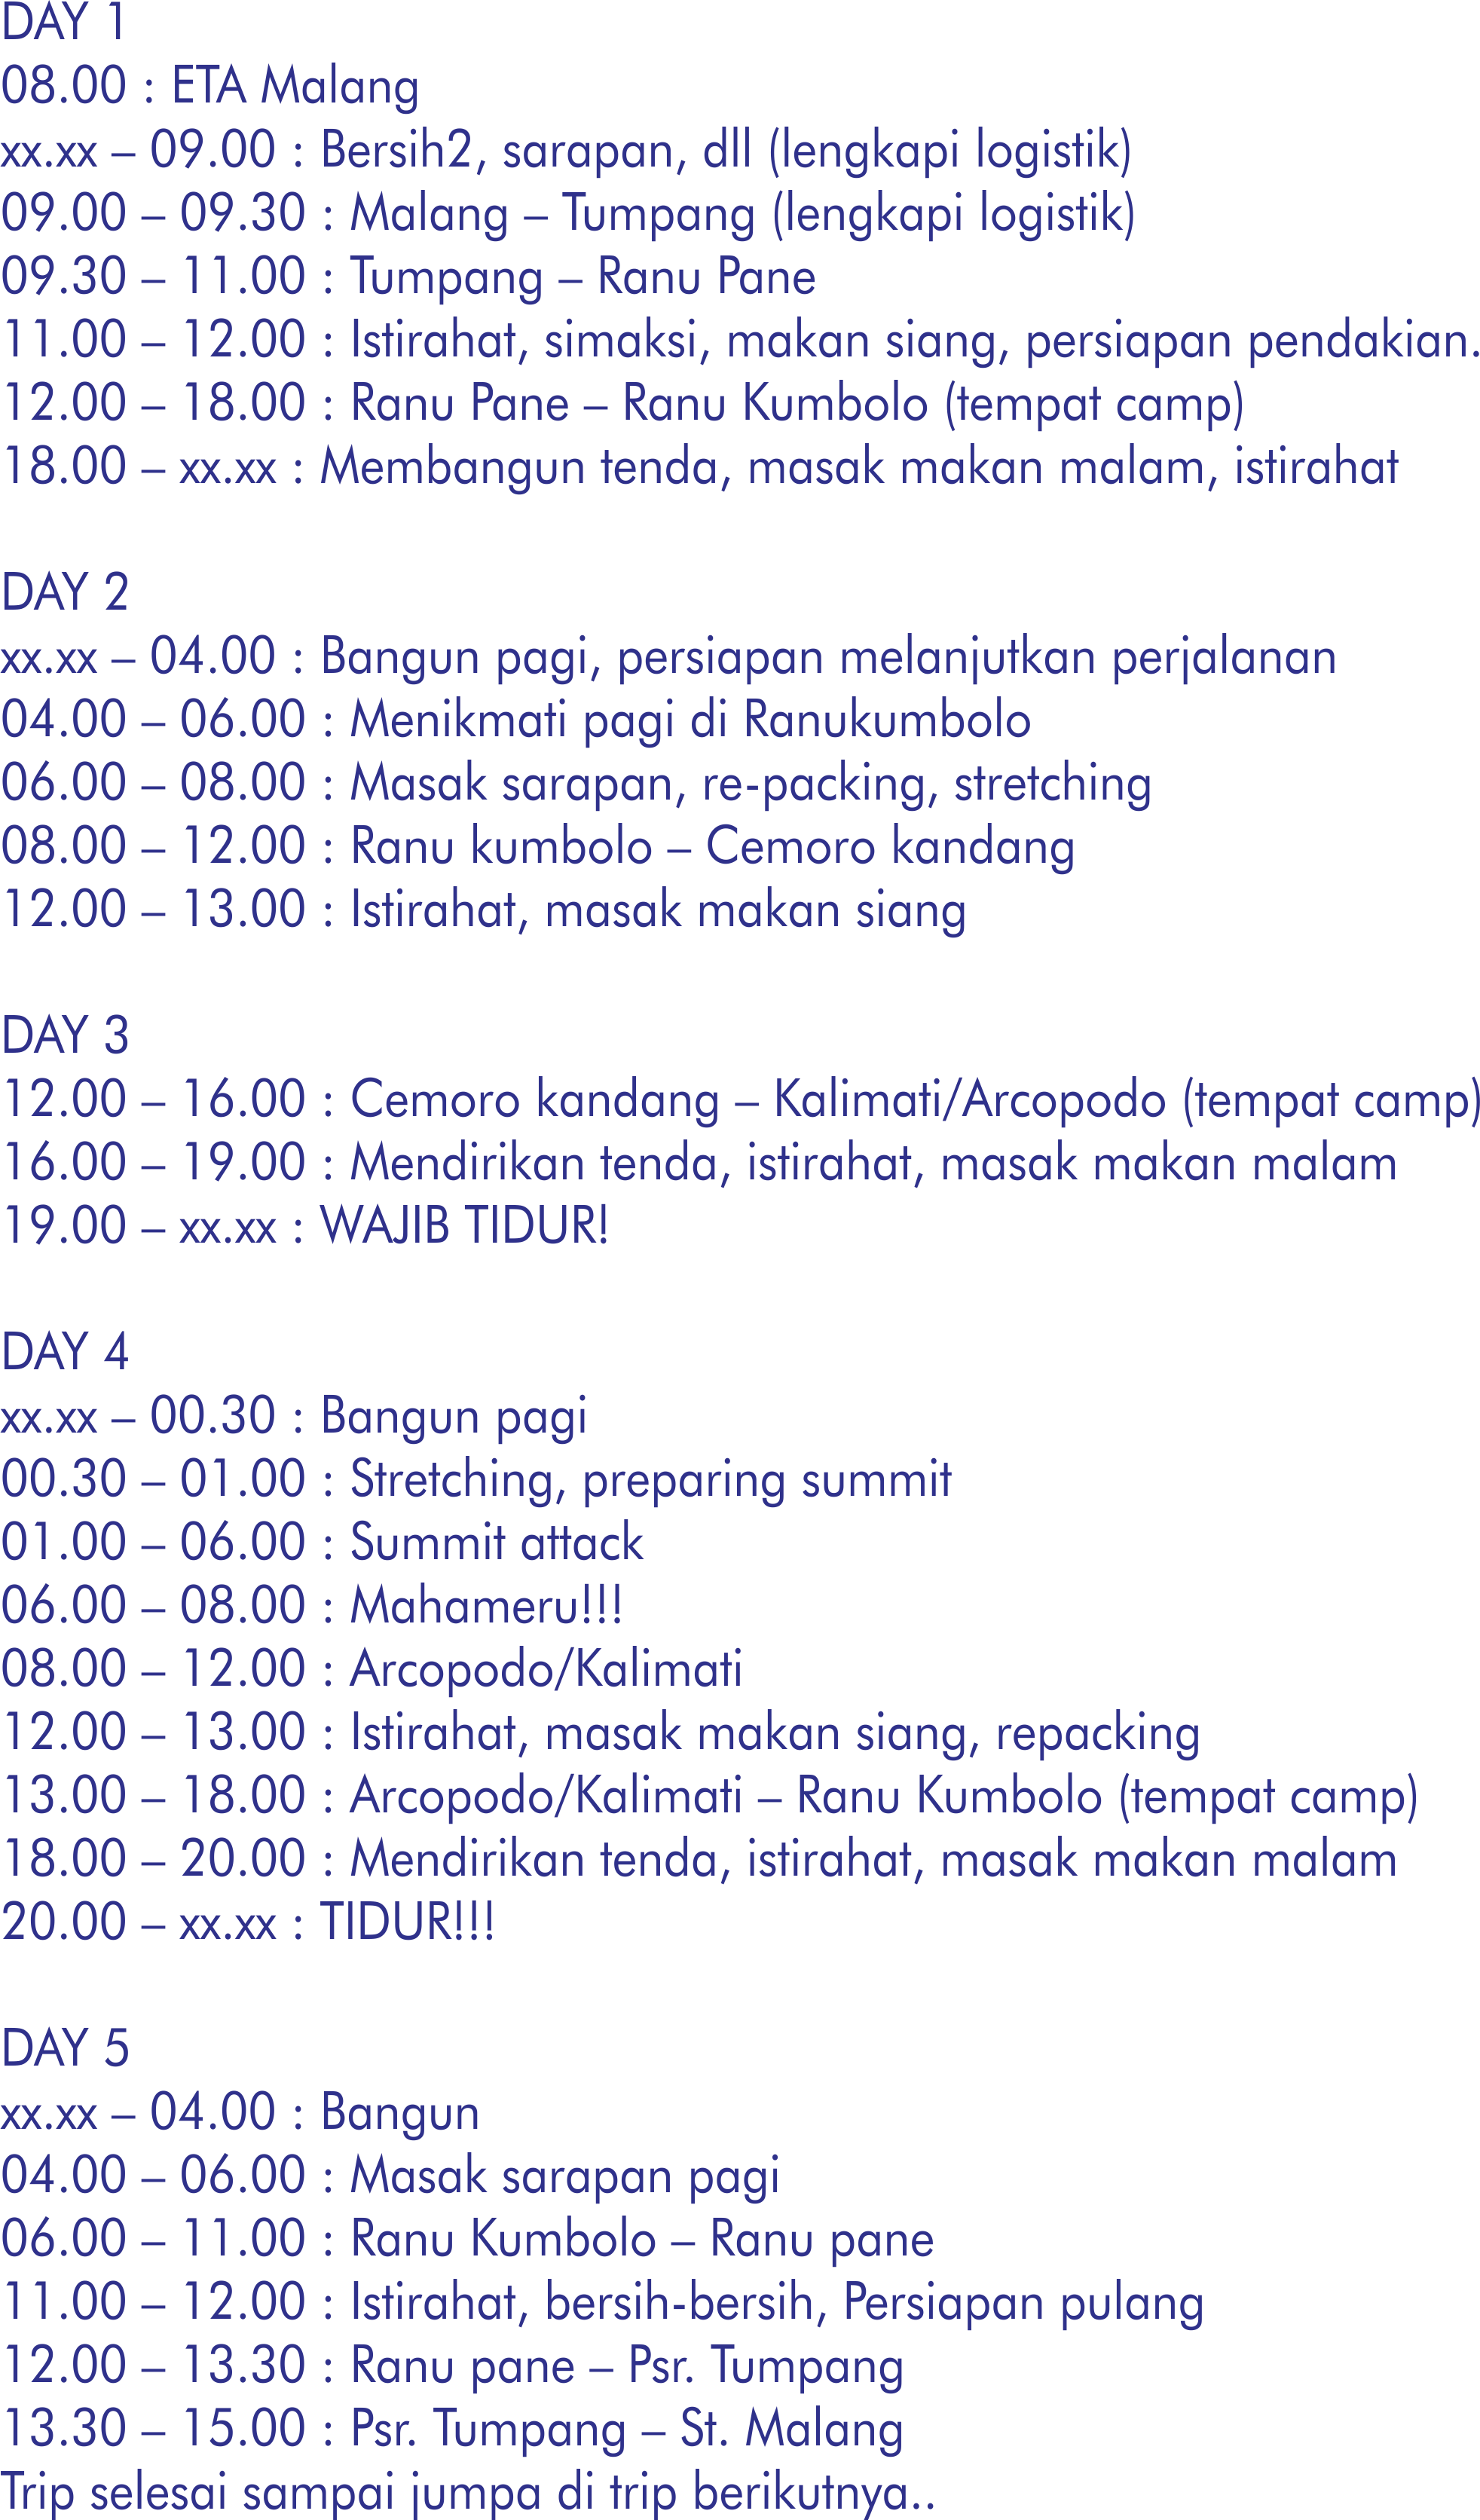 DAY 1
08.00 : ETA Malang
xx.xx – 09.00 : Bersih2, sarapan, dll (lengkapi logistik)
09.00 – 09.30 : Malang – Tumpang (lengkapi logistik)
09.30 – 11.00 : Tumpang – Ranu Pane
11.00 – 12.00 : Istirahat, simaksi, makan siang, persiapan pendakian.
12.00 – 18.00 : Ranu Pane – Ranu Kumbolo (tempat camp)
18.00 – xx.xx : Membangun tenda, masak makan malam, istirahat
DAY 2
xx.xx – 04.00 : Bangun pagi, persiapan melanjutkan perjalanan
04.00 – 06.00 : Menikmati pagi di Ranukumbolo
06.00 – 08.00 : Masak sarapan, re-packing, stretching
08.00 – 12.00 : Ranu kumbolo – Cemoro kandang
12.00 – 13.00 : Istirahat, masak makan siang
DAY 3
12.00 – 16.00 : Cemoro kandang – Kalimati/Arcopodo (tempat camp)
16.00 – 19.00 : Mendirikan tenda, istirahat, masak makan malam
19.00 – xx.xx : WAJIB TIDUR!
DAY 4
xx.xx – 00.30 : Bangun pagi
00.30 – 01.00 : Stretching, preparing summit
01.00 – 06.00 : Summit attack
06.00 – 08.00 : Mahameru!!!
08.00 – 12.00 : Arcopodo/Kalimati
12.00 – 13.00 : Istirahat, masak makan siang, repacking
13.00 – 18.00 : Arcopodo/Kalimati – Ranu Kumbolo (tempat camp)
18.00 – 20.00 : Mendirikan tenda, istirahat, masak makan malam
20.00 – xx.xx : TIDUR!!!
DAY 5
xx.xx – 04.00 : Bangun
04.00 – 06.00 : Masak sarapan pagi
06.00 – 11.00 : Ranu Kumbolo – Ranu pane
11.00 – 12.00 : Istirahat, bersih-bersih, Persiapan pulang
12.00 – 13.30 : Ranu pane – Psr. Tumpang
13.30 – 15.00 : Psr. Tumpang – St. Malang
Trip selesai sampai jumpa di trip berikutnya..